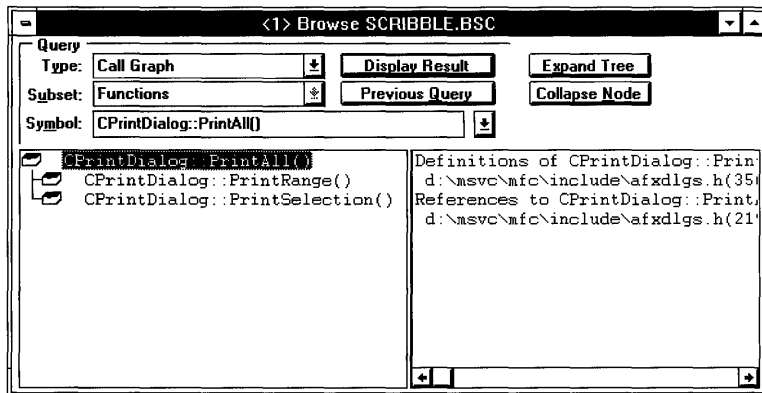 <1> Browse SCRIBBLE.BSC
Query
Type: Call Graph Display Result Expand Tree
Subset: Functions Previous Query Collapse Node
Symbol: CPrintDialog::PrintAll()
CPrintDialog::PrintAll()
CPrintDialog::PrintRange()
CPrintDialog::PrintSelection()
Definitions of CPrintDialog::Prin
d:\msvc\mfc\include\afxdlgs.h(35
References to CPrintDialog::Print
d:\msvc\mfc\include\afxdlgs.h(21